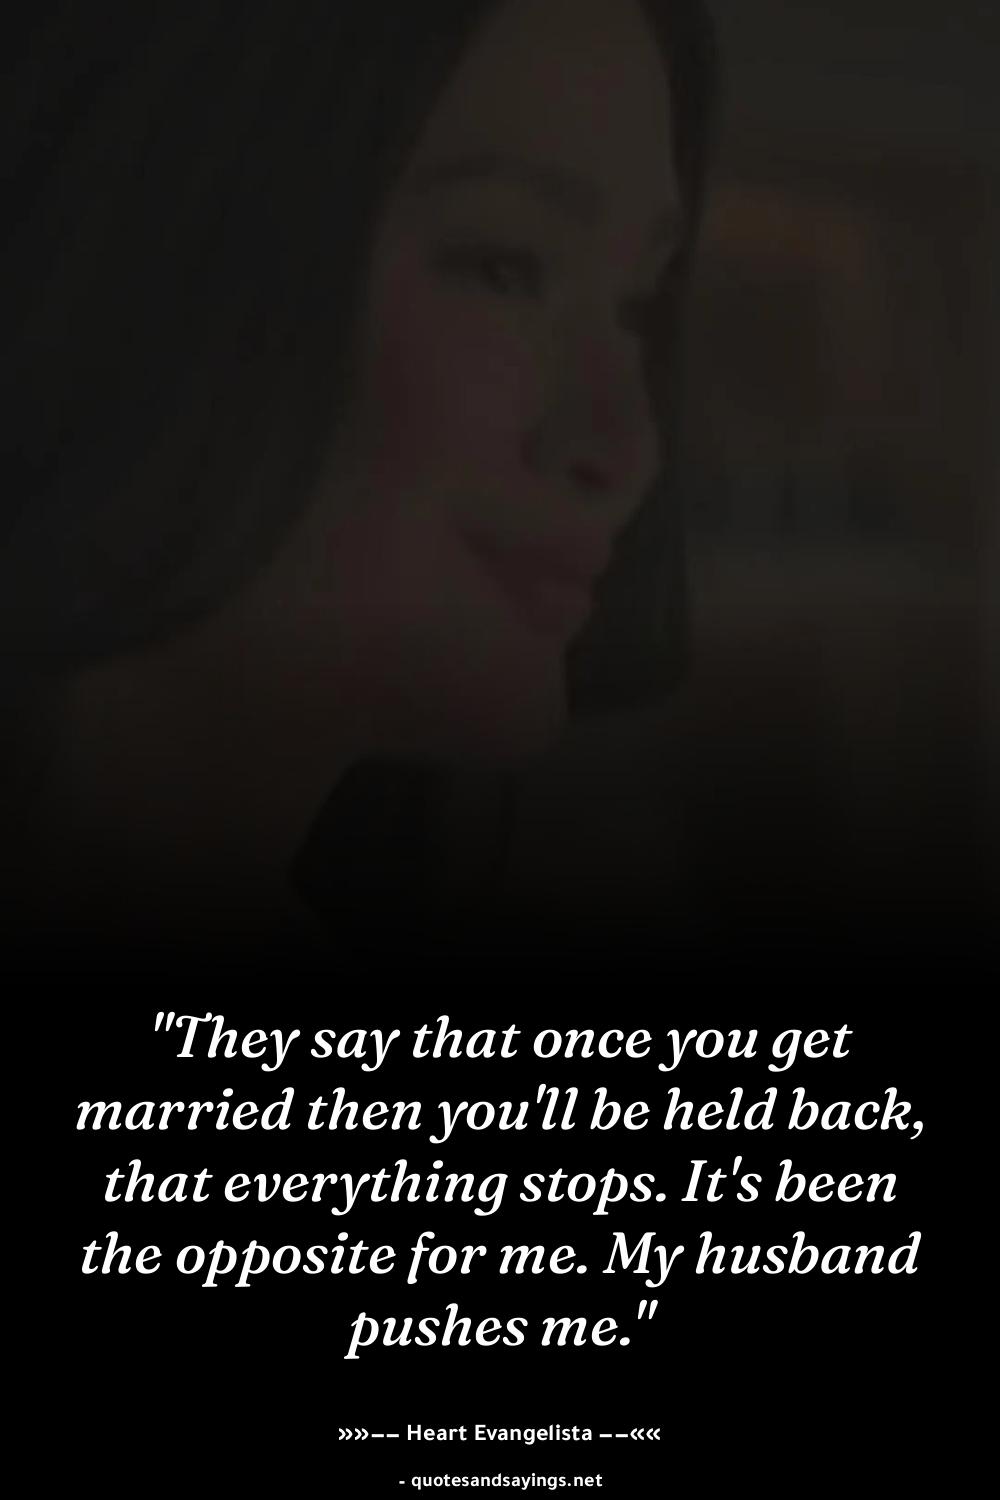 "They say that once you get
married then you'll be held back,
that everything stops. It's been
the opposite for me. My husband
pushes me."
»»–– Heart Evangelista ––««
- quotesandsayings.net